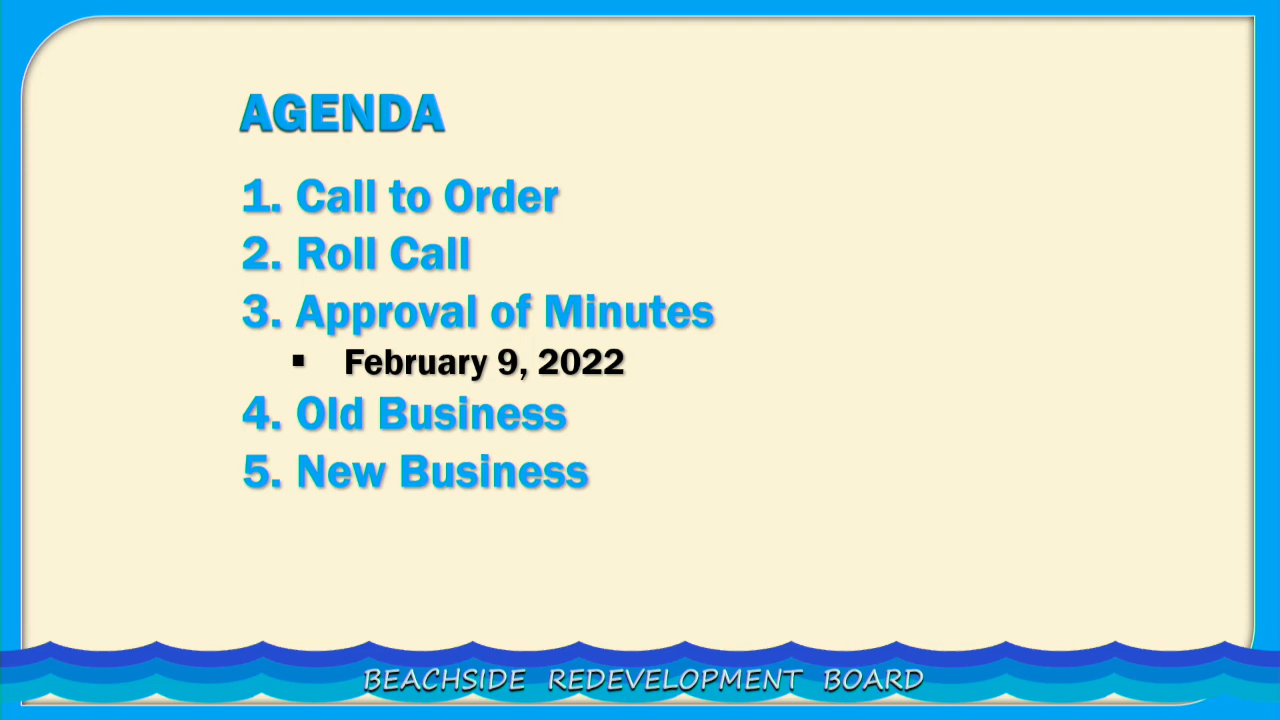 AGENDA
1. Call to Order
2. Roll Call
3. Approval of Minutes
▪ February 9, 2022
4. Old Business
5. New Business
BEACHSIDE REDEVELOPMENT BOARD